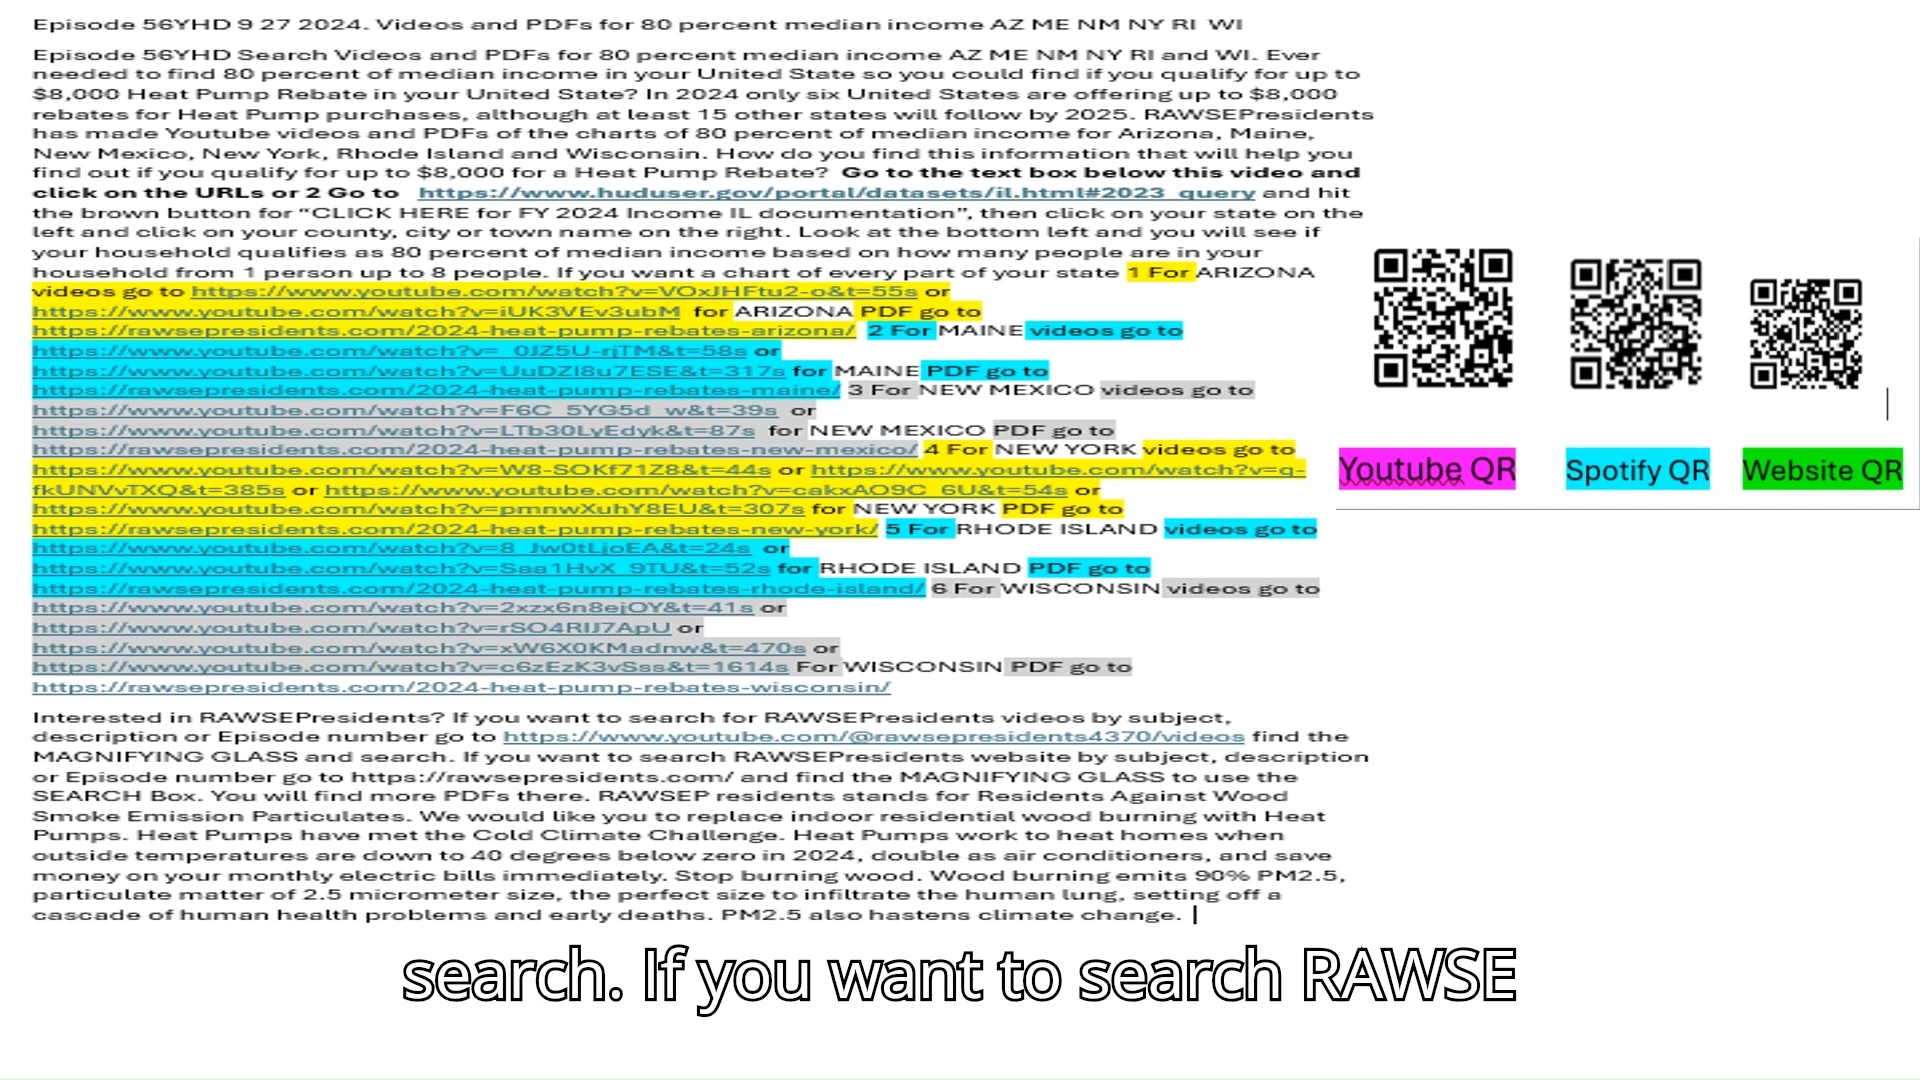 Episode 56YHD 9 27 2024. Videos and PDFs for 80 percent median income AZ ME NM NY RI WI
Episode 56YHD Search Videos and PDFs for 80 percent median income AZ ME NM NY RI and WI. Ever
needed to find 80 percent of median income in your United State so you could find if you qualify for up to
$8,000 Heat Pump Rebate in your United State? In 2024 only six United States are offering up to $8,000
rebates for Heat Pump purchases, although at least 15 other states will follow by 2025. RAWSEPresidents
has made Youtube videos and PDFs of the charts of 80 percent of median income for Arizona, Maine,
New Mexico, New York, Rhode Island and Wisconsin. How do you find this information that will help you
find out if you qualify for up to $8,000 for a Heat Pump Rebate? Go to the text box below this video and
click on the URLs or 2 Go to https://www.huduser.gov/portal/datasets/il.html#2023_query and hit
the brown button for “CLICK HERE for FY 2024 Income IL documentation”, then click on your state on the
left and click on your county, city or town name on the right. Look at the bottom left and you will see if
your household qualifies as 80 percent of median income based on how many people are in your
household from 1 person up to 8 people. If you want a chart of every part of your state 1 For ARIZONA
videos go to https://www.youtube.com/watch?v=VOxJHFtu2-o&t=55s or
https://www.youtube.com/watch?v=iUK3VEv3ubM for ARIZONA PDF go to
https://rawsepresidents.com/2024-heat-pump-rebates-arizona/ 2 For MAINE videos go to
https://www.youtube.com/watch?v=_0JZ5U-rjTM&t=58s or
https://www.youtube.com/watch?v=UuDZI8u7ESE&t=317s for MAINE PDF go to
https://rawsepresidents.com/2024-heat-pump-rebates-maine/ 3 For NEW MEXICO videos go to
https://www.youtube.com/watch?v=F6C_5YG5d_w&t=39s or
https://www.youtube.com/watch?v=LTb30LyEdyk&t=87s for NEW MEXICO PDF go to
https://rawsepresidents.com/2024-heat-pump-rebates-new-mexico/ 4 For NEW YORK videos go to
https://www.youtube.com/watch?v=W8-SOKf71Z8&t=44s or https://www.youtube.com/watch?v=q-
fkUNVvTXQ&t=385s or https://www.youtube.com/watch?v=cakxAO9C_6U&t=54s or
https://www.youtube.com/watch?v=pmnwXuhY8EU&t=307s for NEW YORK PDF go to
https://rawsepresidents.com/2024-heat-pump-rebates-new-york/ 5 For RHODE ISLAND videos go to
https://www.youtube.com/watch?v=8_Jw0tLjoEA&t=24s or
https://www.youtube.com/watch?v=Saa1HvX_9TU&t=52s for RHODE ISLAND PDF go to
https://rawsepresidents.com/2024-heat-pump-rebates-rhode-island/ 6 For WISCONSIN videos go to
https://www.youtube.com/watch?v=2xzx6n8ejOY&t=41s or
https://www.youtube.com/watch?v=rSO4RIJ7ApU or
https://www.youtube.com/watch?v=xW6X0KMadnw&t=470s or
https://www.youtube.com/watch?v=c6zEzK3vSss&t=1614s For WISCONSIN PDF go to
https://rawsepresidents.com/2024-heat-pump-rebates-wisconsin/
Interested in RAWSEPresidents? If you want to search for RAWSEPresidents videos by subject,
description or Episode number go to https://www.youtube.com/@rawsepresidents4370/videos find the
MAGNIFYING GLASS and search. If you want to search RAWSEPresidents website by subject, description
or Episode number go to https://rawsepresidents.com/ and find the MAGNIFYING GLASS to use the
SEARCH Box. You will find more PDFs there. RAWSEP residents stands for Residents Against Wood
Smoke Emission Particulates. We would like you to replace indoor residential wood burning with Heat
Pumps. Heat Pumps have met the Cold Climate Challenge. Heat Pumps work to heat homes when
outside temperatures are down to 40 degrees below zero in 2024, double as air conditioners, and save
money on your monthly electric bills immediately. Stop burning wood. Wood burning emits 90% PM2.5,
particulate matter of 2.5 micrometer size, the perfect size to infiltrate the human lung, setting off a
cascade of human health problems and early deaths. PM2.5 also hastens climate change.
Youtube QR
Spotify QR
Website QR
search. If you want to search RAWSE